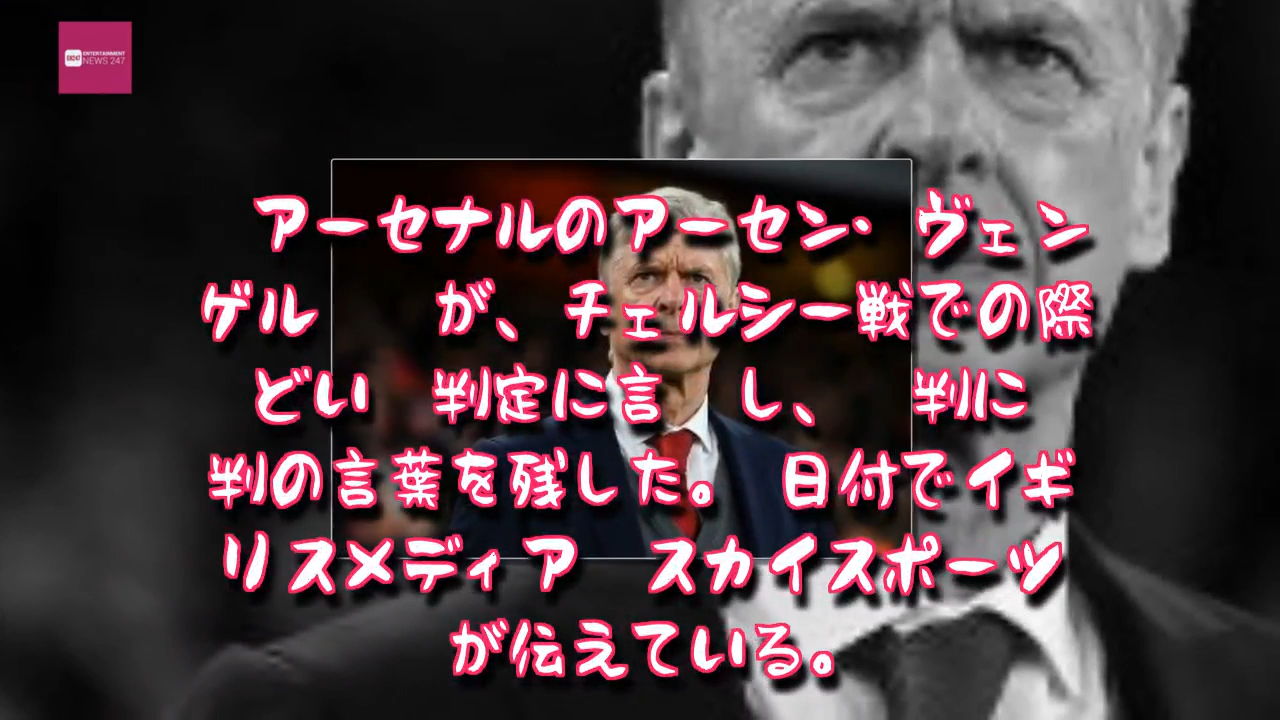 EN247 ENTERTAINMENT
NEWS 247
アーセナルのアーセン・ ヴェン
ゲル が、チェルシー戦での際
どい 判定に言 し、 判に
判の言葉を残した。 日付でイギ
リスメディア スカイスポーツ
が伝えている。